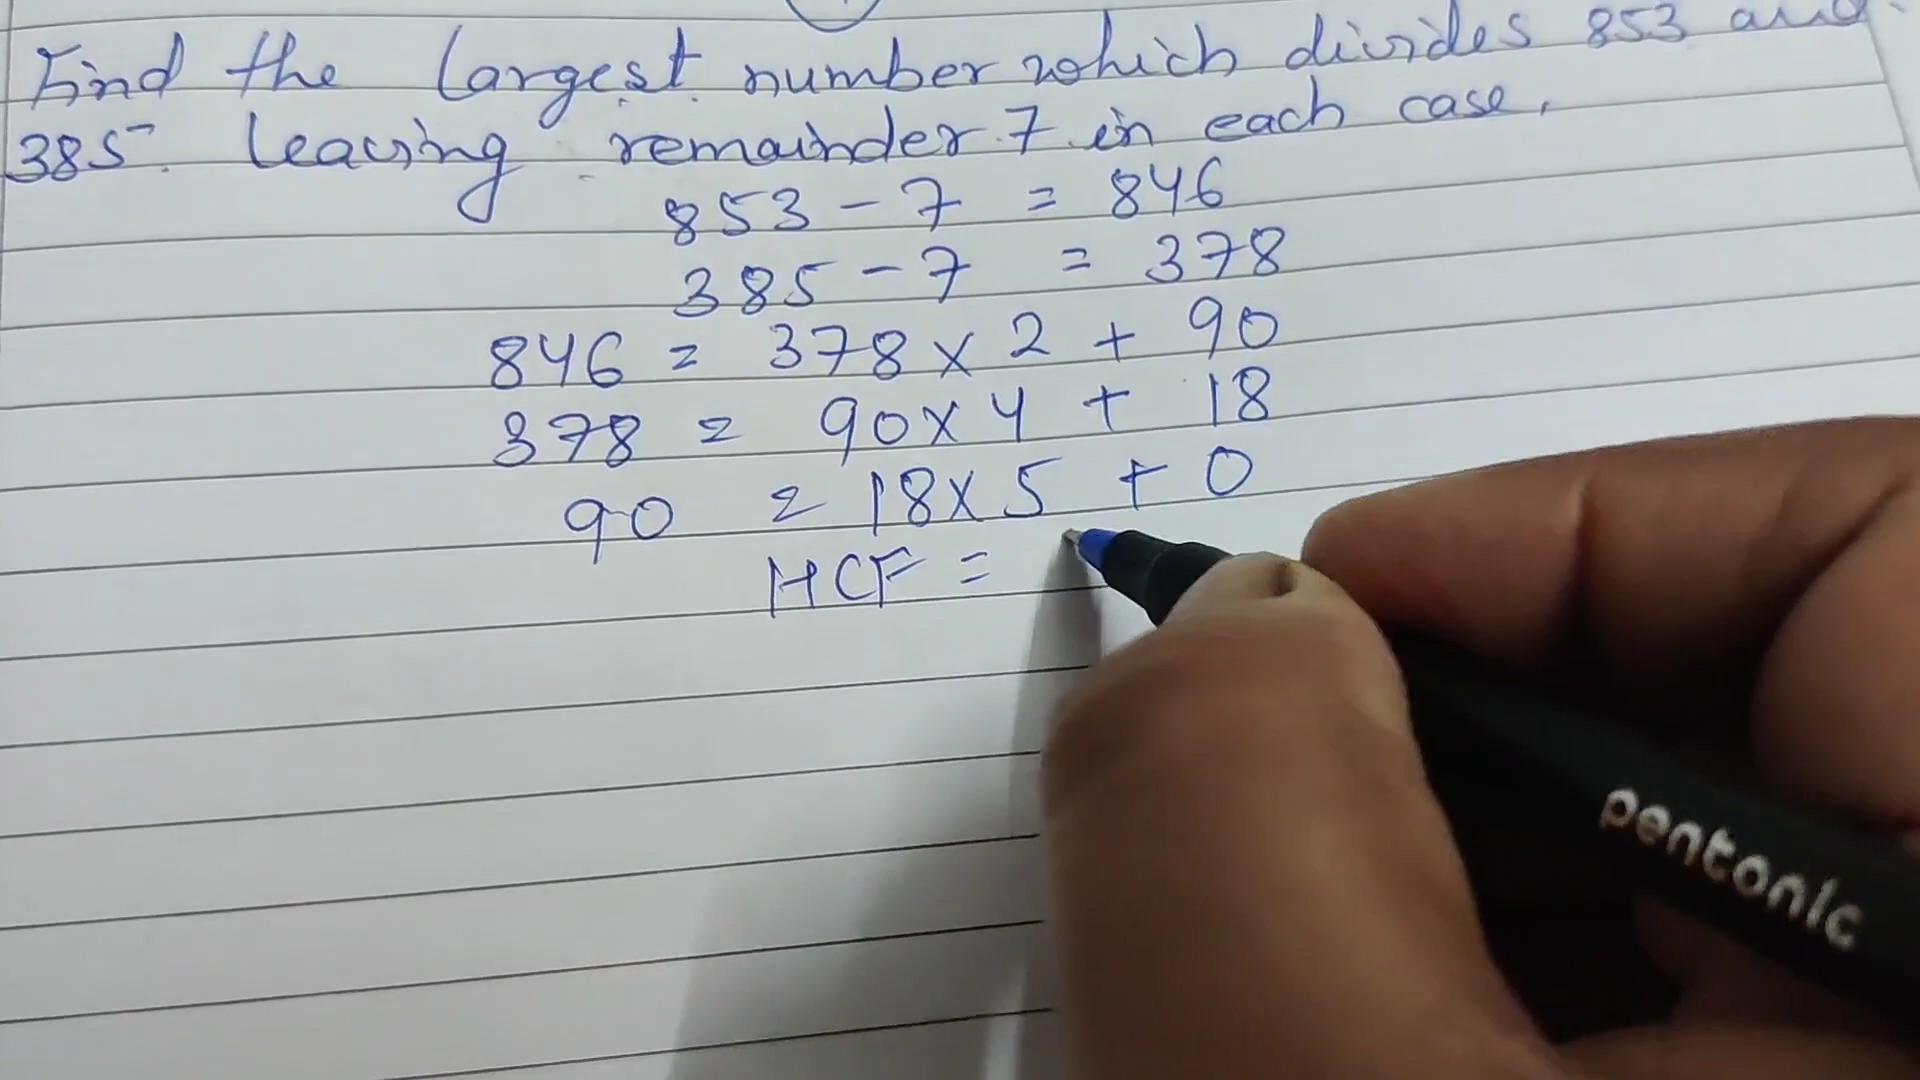 Find the largest number which divides 853 and
385 leaving remainder 7 in each case.
853 - 7 = 846
385 - 7 = 378
846 = 378 x 2 + 90
378 = 90 x 4 + 18
90 = 18 x 5 + 0
HCF =
pentonic